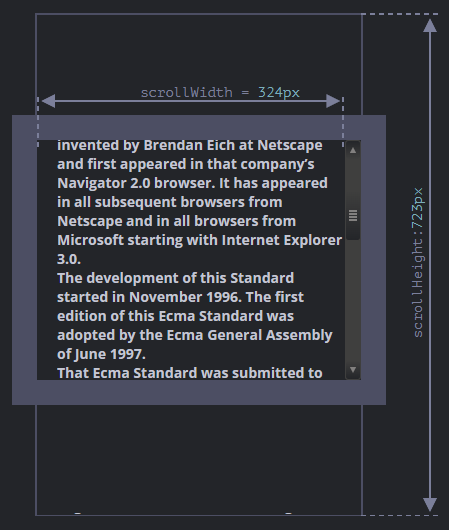 scrollWidth = 324px
invented by Brendan Eich at Netscape
and first appeared in that company’s
Navigator 2.0 browser. It has appeared
in all subsequent browsers from
Netscape and in all browsers from
Microsoft starting with Internet Explorer
3.0.
The development of this Standard
started in November 1996. The first
edition of this Ecma Standard was
adopted by the Ecma General Assembly
of June 1997.
That Ecma Standard was submitted to
scrollHeight:723px